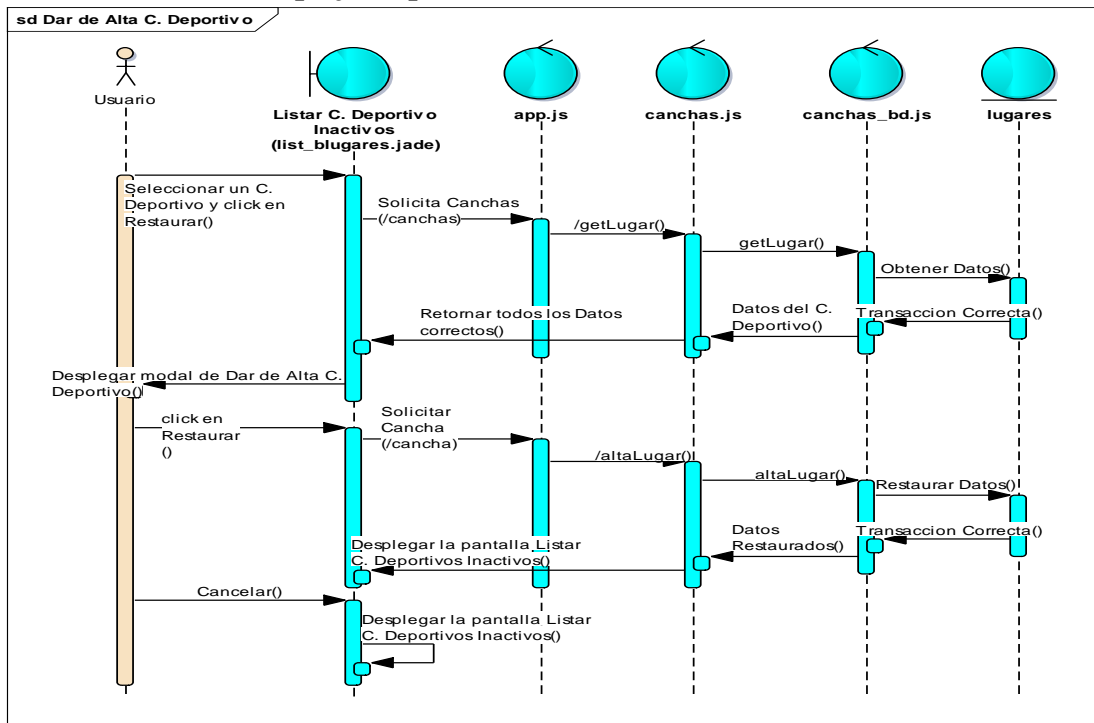 sd Dar de Alta C. Deportivo
Usuario
Listar C. Deportivo
Inactivos
(list_blugares.jade)
app.js
canchas.js
canchas_bd.js
lugares
Seleccionar un C.
Deportivo y click en
Restaurar()
Solicita Canchas
(/canchas)
/getLugar()
getLugar()
Obtener Datos()
Transaccion Correcta()
Datos del C.
Deportivo()
Retornar todos los Datos
correctos()
Desplegar modal de Dar de Alta C.
Deportivo()
click en
Restaurar
()
Solicitar
Cancha
(/cancha)
/altaLugar()
altaLugar()
Restaurar Datos()
Transaccion Correcta()
Datos
Restaurados()
Desplegar la pantalla Listar
C. Deportivos Inactivos()
Cancelar()
Desplegar la pantalla Listar
C. Deportivos Inactivos()